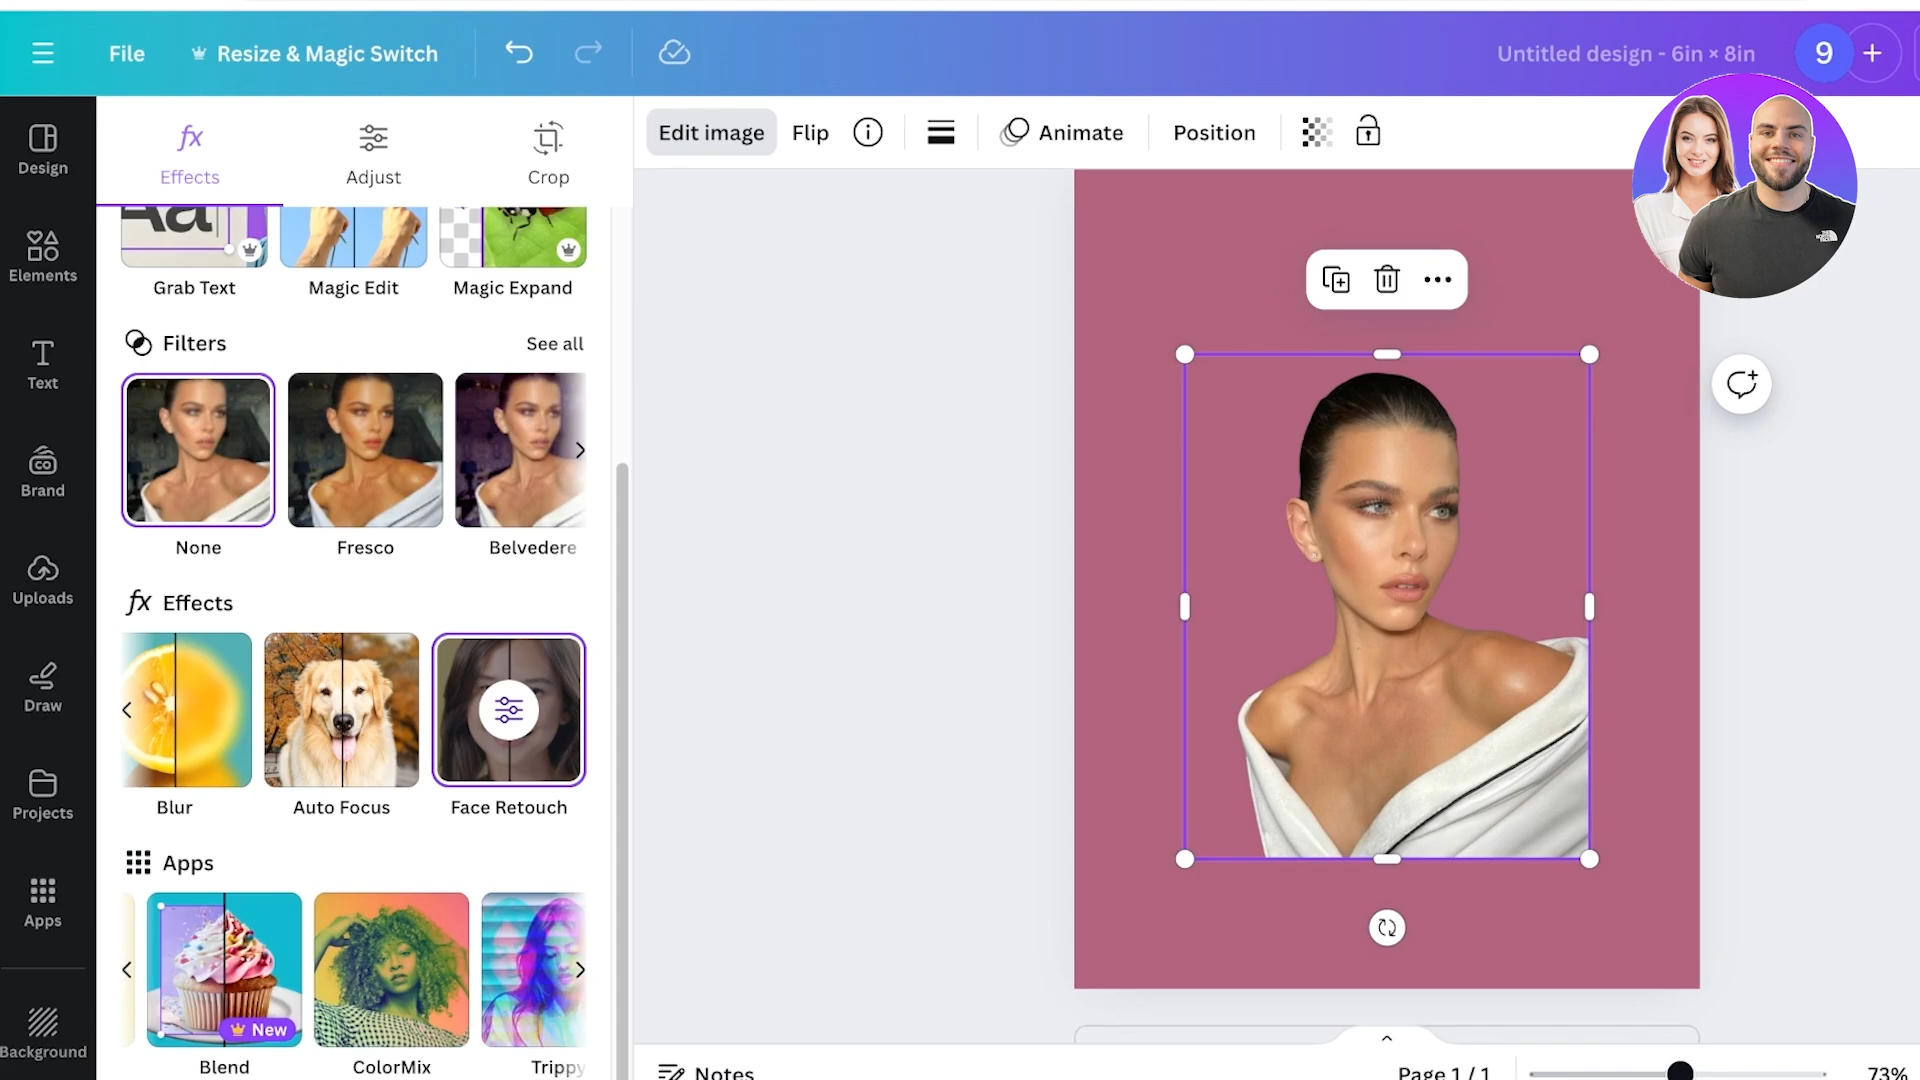 File
Resize & Magic Switch
Untitled design - 6in × 8in
9
Design
Elements
Text
Brand
Uploads
Draw
Projects
Apps
Background
Effects
Adjust
Crop
Edit image
Flip
Animate
Position
Aa
Grab Text
Magic Edit
Magic Expand
Filters
See all
None
Fresco
Belvedere
fx Effects
Blur
Auto Focus
Face Retouch
Apps
New
Blend
ColorMix
Trippy
Notes
Page 1 / 1
73%